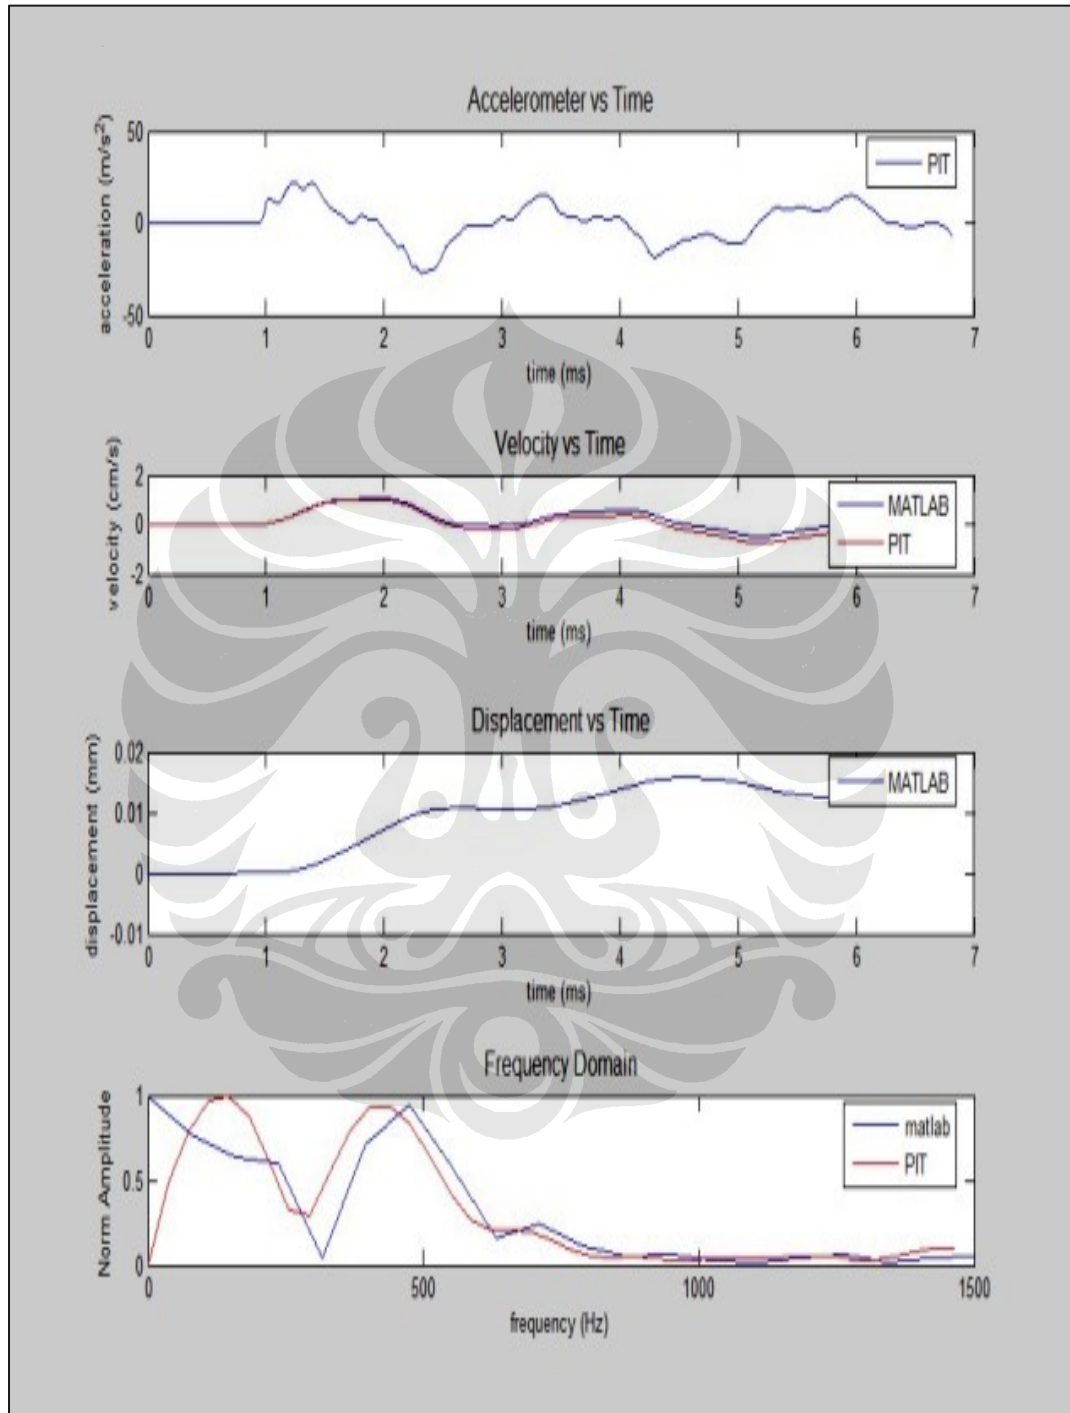 Accelerometer vs Time
acceleration (m/s²)
50
0
-50
PIT
0 1 2 3 4 5 6 7
time (ms)
Velocity vs Time
velocity (cm/s)
2
0
-2
MATLAB
PIT
0 1 2 3 4 5 6 7
time (ms)
Displacement vs Time
displacement (mm)
0.02
0.01
0
-0.01
MATLAB
0 1 2 3 4 5 6 7
time (ms)
Frequency Domain
Norm Amplitude
1
0.5
0
matlab
PIT
0 500 1000 1500
frequency (Hz)